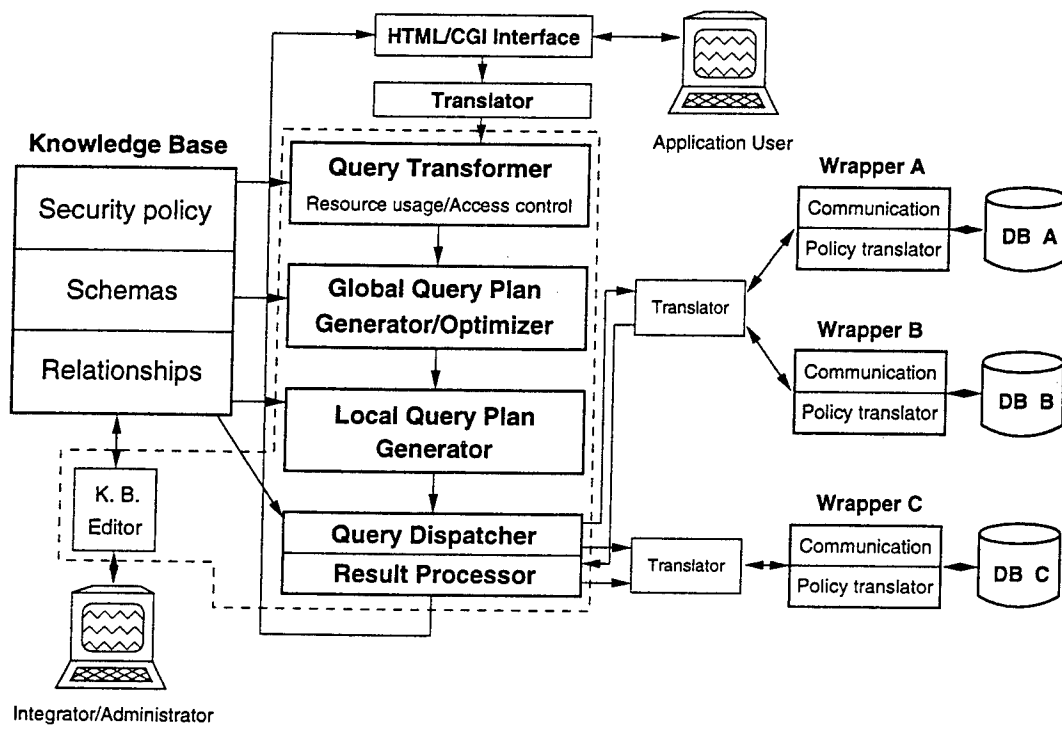 HTML/CGI Interface
Translator
Application User
Knowledge Base
Security policy
Schemas
Relationships
Query Transformer
Resource usage/Access control
Global Query Plan
Generator/Optimizer
Local Query Plan
Generator
Query Dispatcher
Result Processor
K. B.
Editor
Integrator/Administrator
Translator
Translator
Wrapper A
Communication
Policy translator
DB A
Wrapper B
Communication
Policy translator
DB B
Wrapper C
Communication
Policy translator
DB C